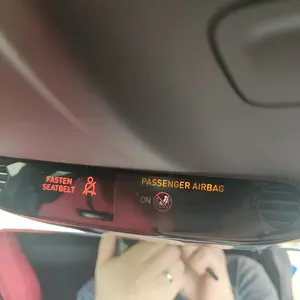 FASTEN
SEATBELT
PASSENGER AIRBAG
ON